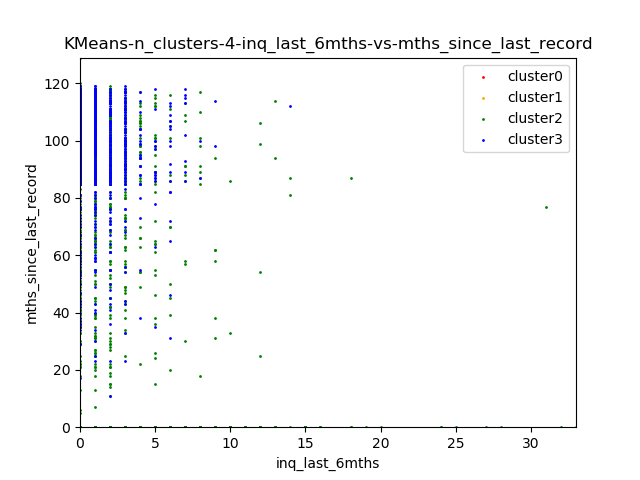 KMeans-n_clusters-4-inq_last_6mths-vs-mths_since_last_record
cluster0
cluster1
cluster2
cluster3
120
100
80
60
40
20
0
mths_since_last_record
0 5 10 15 20 25 30
inq_last_6mths